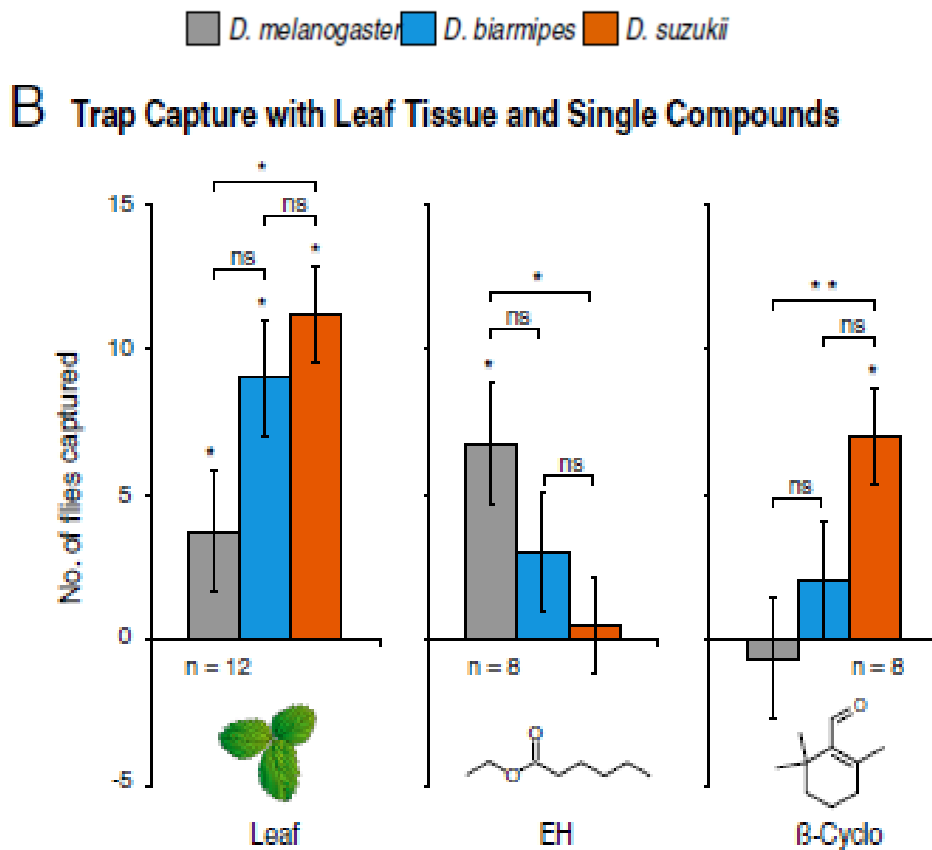 D. melanogaster D. biarmipes D. suzukii
B Trap Capture with Leaf Tissue and Single Compounds
No. of flies captured
15
10
5
0
-5
*
ns
ns
*
*
*
n = 12
Leaf
*
ns
*
ns
n = 8
O
O
EH
**
ns
*
ns
n = 8
O
β-Cyclo